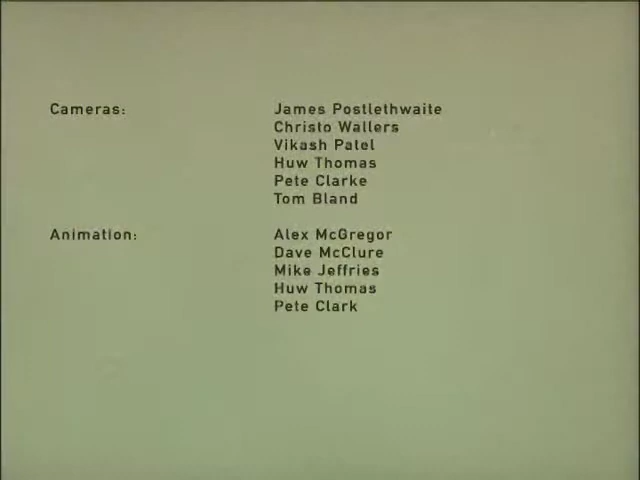 Cameras: James Postlethwaite
Christo Wallers
Vikash Patel
Huw Thomas
Pete Clarke
Tom Bland
Animation: Alex McGregor
Dave McClure
Mike Jeffries
Huw Thomas
Pete Clark